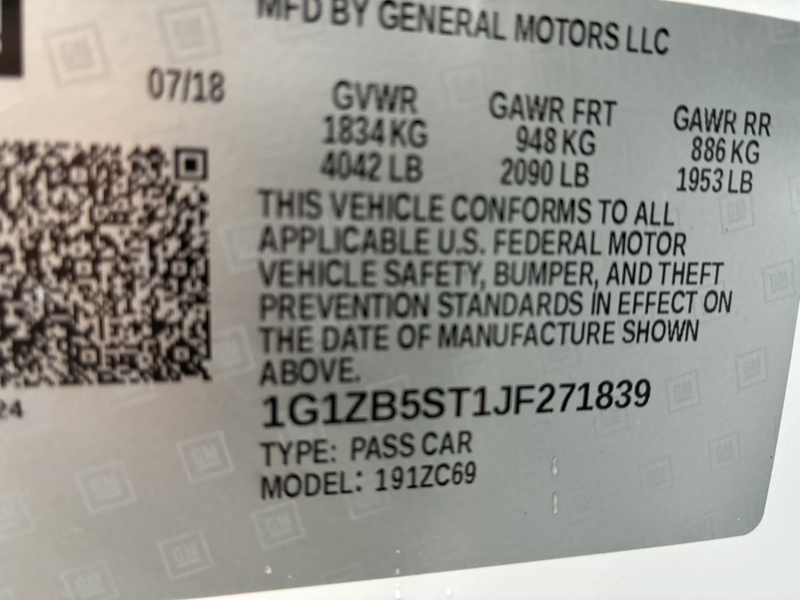 MFD BY GENERAL MOTORS LLC
07/18
GVWR GAWR FRT GAWR RR
1834 KG 948 KG 886 KG
4042 LB 2090 LB 1953 LB
THIS VEHICLE CONFORMS TO ALL
APPLICABLE U.S. FEDERAL MOTOR
VEHICLE SAFETY, BUMPER, AND THEFT
PREVENTION STANDARDS IN EFFECT ON
THE DATE OF MANUFACTURE SHOWN
ABOVE.
24
1G1ZB5ST1JF271839
TYPE: PASS CAR
MODEL: 191ZC69